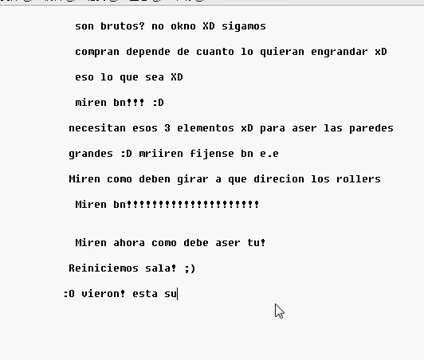 son brutos? no okno XD sigamos
compran depende de cuanto lo quieran engrandar xD
eso lo que sea XD
miren bn!!! :D
necesitan esos 3 elementos xD para aser las paredes
grandes :D mriiren fijense bn e.e
Miren como deben girar a que direcion los rollers
Miren bn!!!!!!!!!!!!!!!!!!!!!
Miren ahora como debe aser tu!
Reiniciemos sala! ;)
:O vieron! esta su